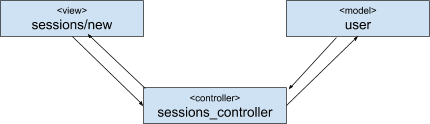 <view>
sessions/new
<model>
user
<controller>
sessions_controller